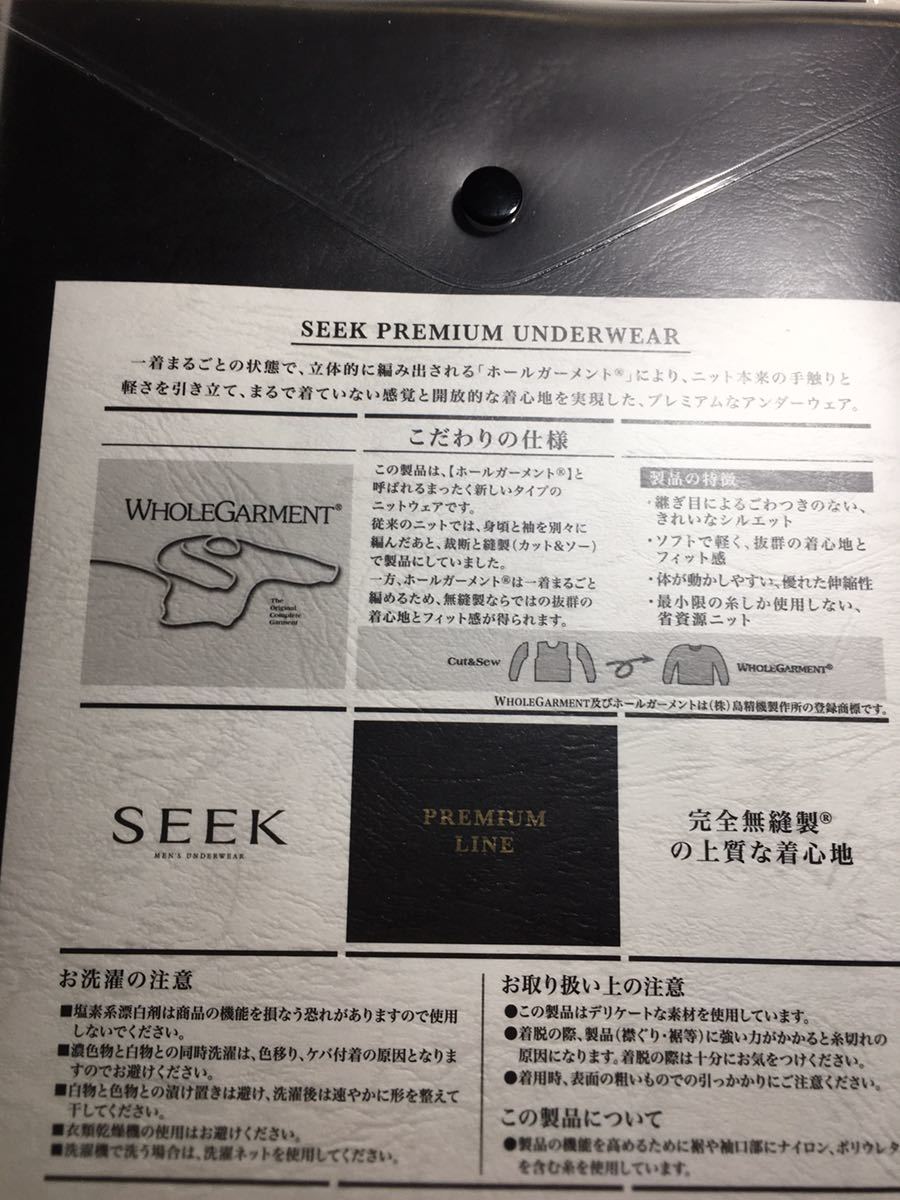 SEEK PREMIUM UNDERWEAR
一着まるごとの状態で、立体的に編み出される「ホールガーメント®」により、ニット本来の手触りと
軽さを引き立て、まるで着ていない感覚と開放的な着心地を実現した、プレミアムなアンダーウェア。
こだわりの仕様
WHOLEGARMENT®
The
Original
Complete
Garment
この製品は、【ホールガーメント®】と
呼ばれるまったく新しいタイプの
ニットウェアです。
従来のニットでは、身頃と袖を別々に
編んだあと、裁断と縫製(カット&ソー)
で製品にしていました。
一方、ホールガーメント®は一着まるごと
編めるため、無縫製ならではの抜群の
着心地とフィット感が得られます。
製品の特徴
・継ぎ目によるごわつきのない、
きれいなシルエット
・ソフトで軽く、抜群の着心地と
フィット感
・体が動かしやすい、優れた伸縮性
・最小限の糸しか使用しない、
省資源ニット
Cut&Sew
WHOLEGARMENT®
WHOLEGARMENT及びホールガーメントは(株)島精機製作所の登録商標です。
SEEK
MEN'S UNDERWEAR
PREMIUM
LINE
完全無縫製®
の上質な着心地
お洗濯の注意
■塩素系漂白剤は商品の機能を損なう恐れがありますので使用
しないでください。
■濃色物と白物との同時洗濯は、色移り、ケバ付着の原因となりま
すのでお避けください。
■白物と色物との漬け置きは避け、洗濯後は速やかに形を整えて
干してください。
■衣類乾燥機の使用はお避けください。
■洗濯機で洗う場合は、洗濯ネットを使用してください。
お取り扱い上の注意
●この製品はデリケートな素材を使用しています。
●着脱の際、製品(襟ぐり・裾等)に強い力がかかると糸切れの
原因になります。着脱の際は十分にお気をつけください。
●着用時、表面の粗いものでの引っかかりにご注意ください。
この製品について
●製品の機能を高めるために裾や袖口部にナイロン、ポリウレタ
を含む糸を使用しています。